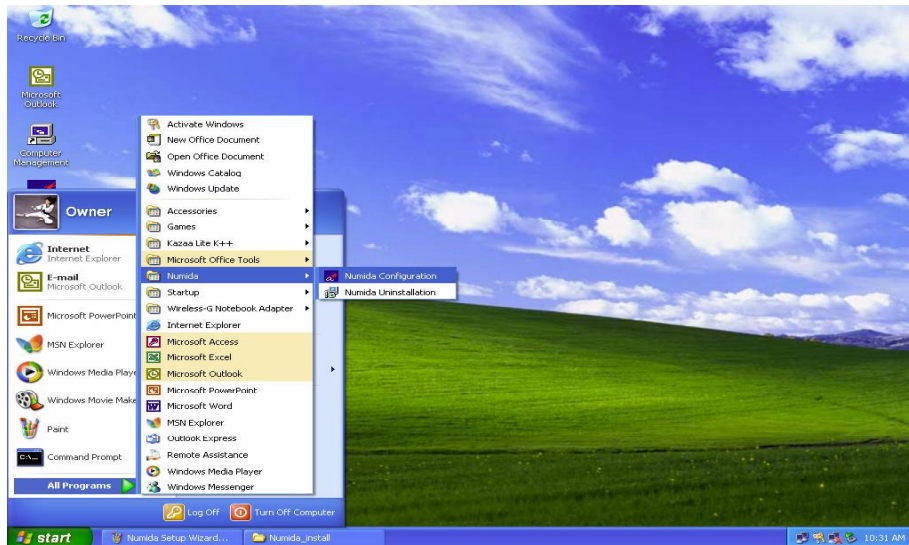 Recycle Bin
Microsoft
Outlook
Computer
Management
Owner
Internet
Internet Explorer
E-mail
Microsoft Outlook
Microsoft PowerPoint
MSN Explorer
Windows Media Playe
Windows Movie Make
Paint
Command Prompt
All Programs
Activate Windows
New Office Document
Open Office Document
Windows Catalog
Windows Update
Accessories
Games
Kazaa Lite K++
Microsoft Office Tools
Numida
Startup
Wireless-G Notebook Adapter
Internet Explorer
Microsoft Access
Microsoft Excel
Microsoft Outlook
Microsoft PowerPoint
Microsoft Word
MSN Explorer
Outlook Express
Remote Assistance
Windows Media Player
Windows Messenger
Numida Configuration
Numida Uninstallation
Log Off
Turn Off Computer
start
Numida Setup Wizard...
Numida_install
10:31 AM